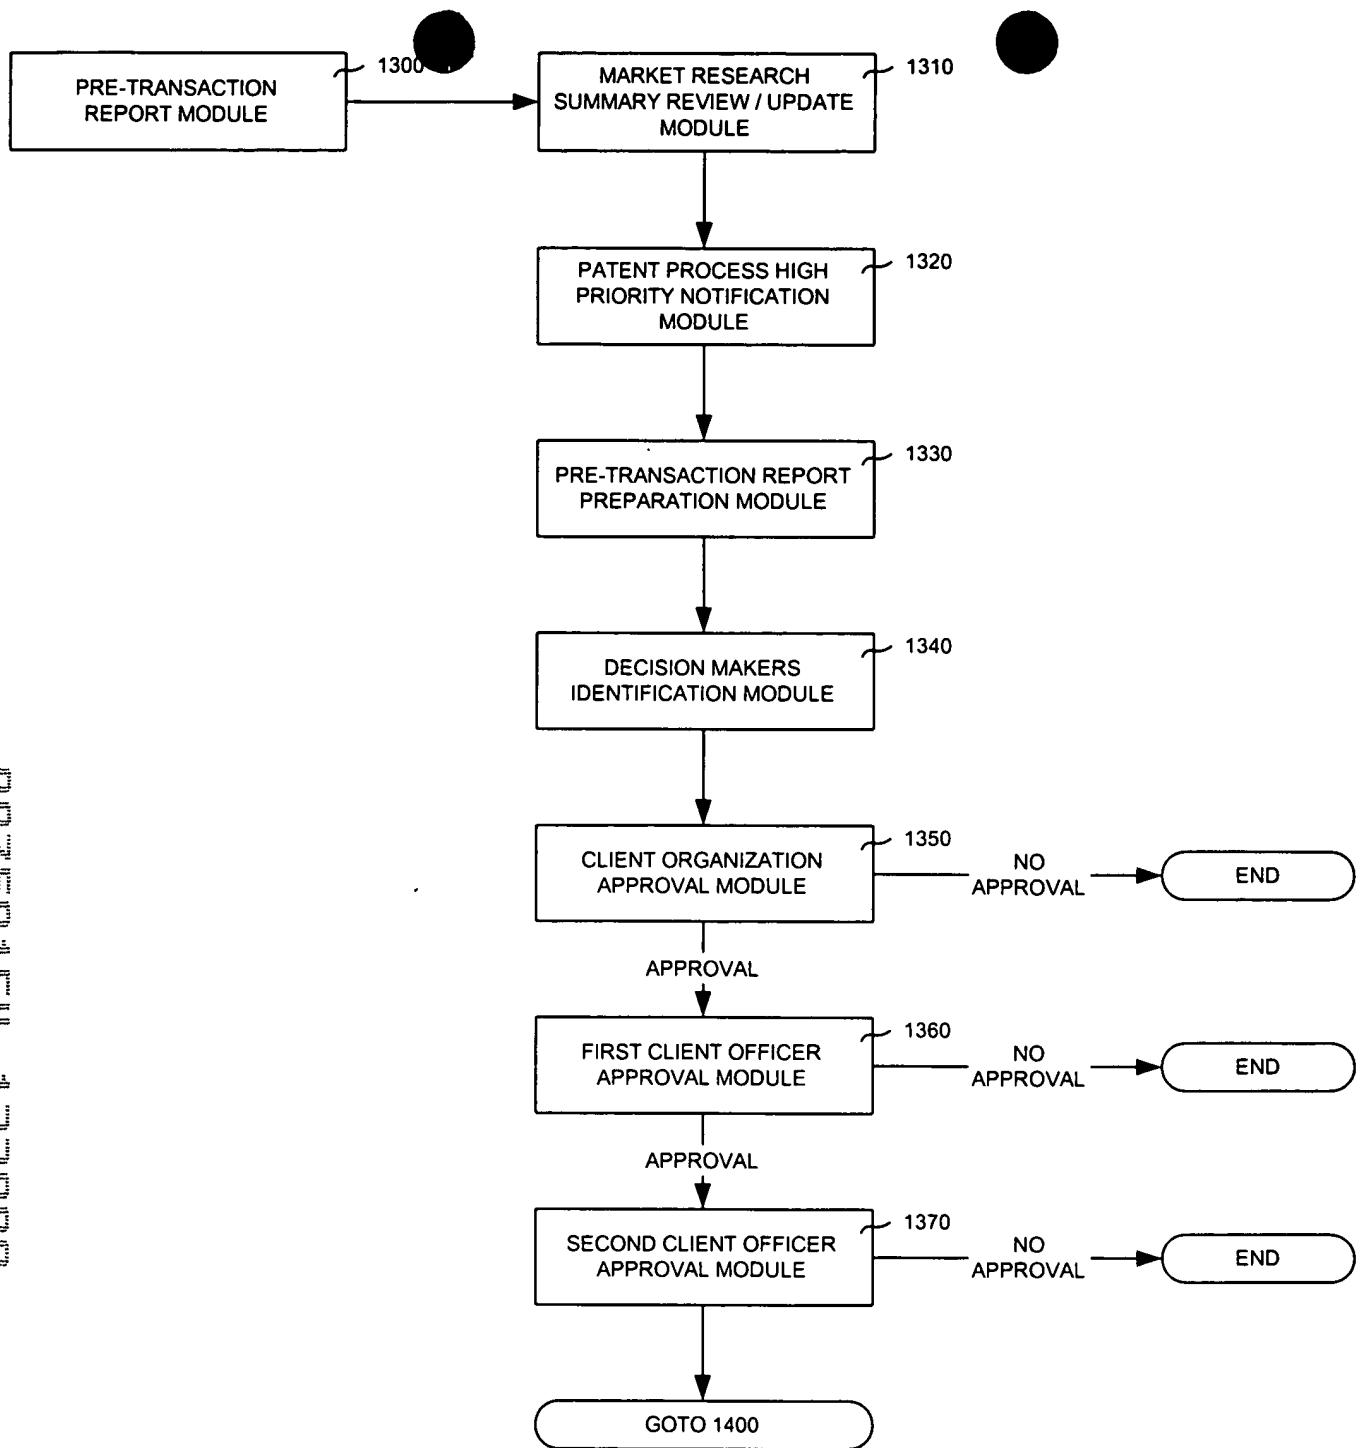 PRE-TRANSACTION
REPORT MODULE
1300
MARKET RESEARCH
SUMMARY REVIEW / UPDATE
MODULE
1310
PATENT PROCESS HIGH
PRIORITY NOTIFICATION
MODULE
1320
PRE-TRANSACTION REPORT
PREPARATION MODULE
1330
DECISION MAKERS
IDENTIFICATION MODULE
1340
CLIENT ORGANIZATION
APPROVAL MODULE
1350
NO
APPROVAL
END
APPROVAL
FIRST CLIENT OFFICER
APPROVAL MODULE
1360
NO
APPROVAL
END
APPROVAL
SECOND CLIENT OFFICER
APPROVAL MODULE
1370
NO
APPROVAL
END
GOTO 1400